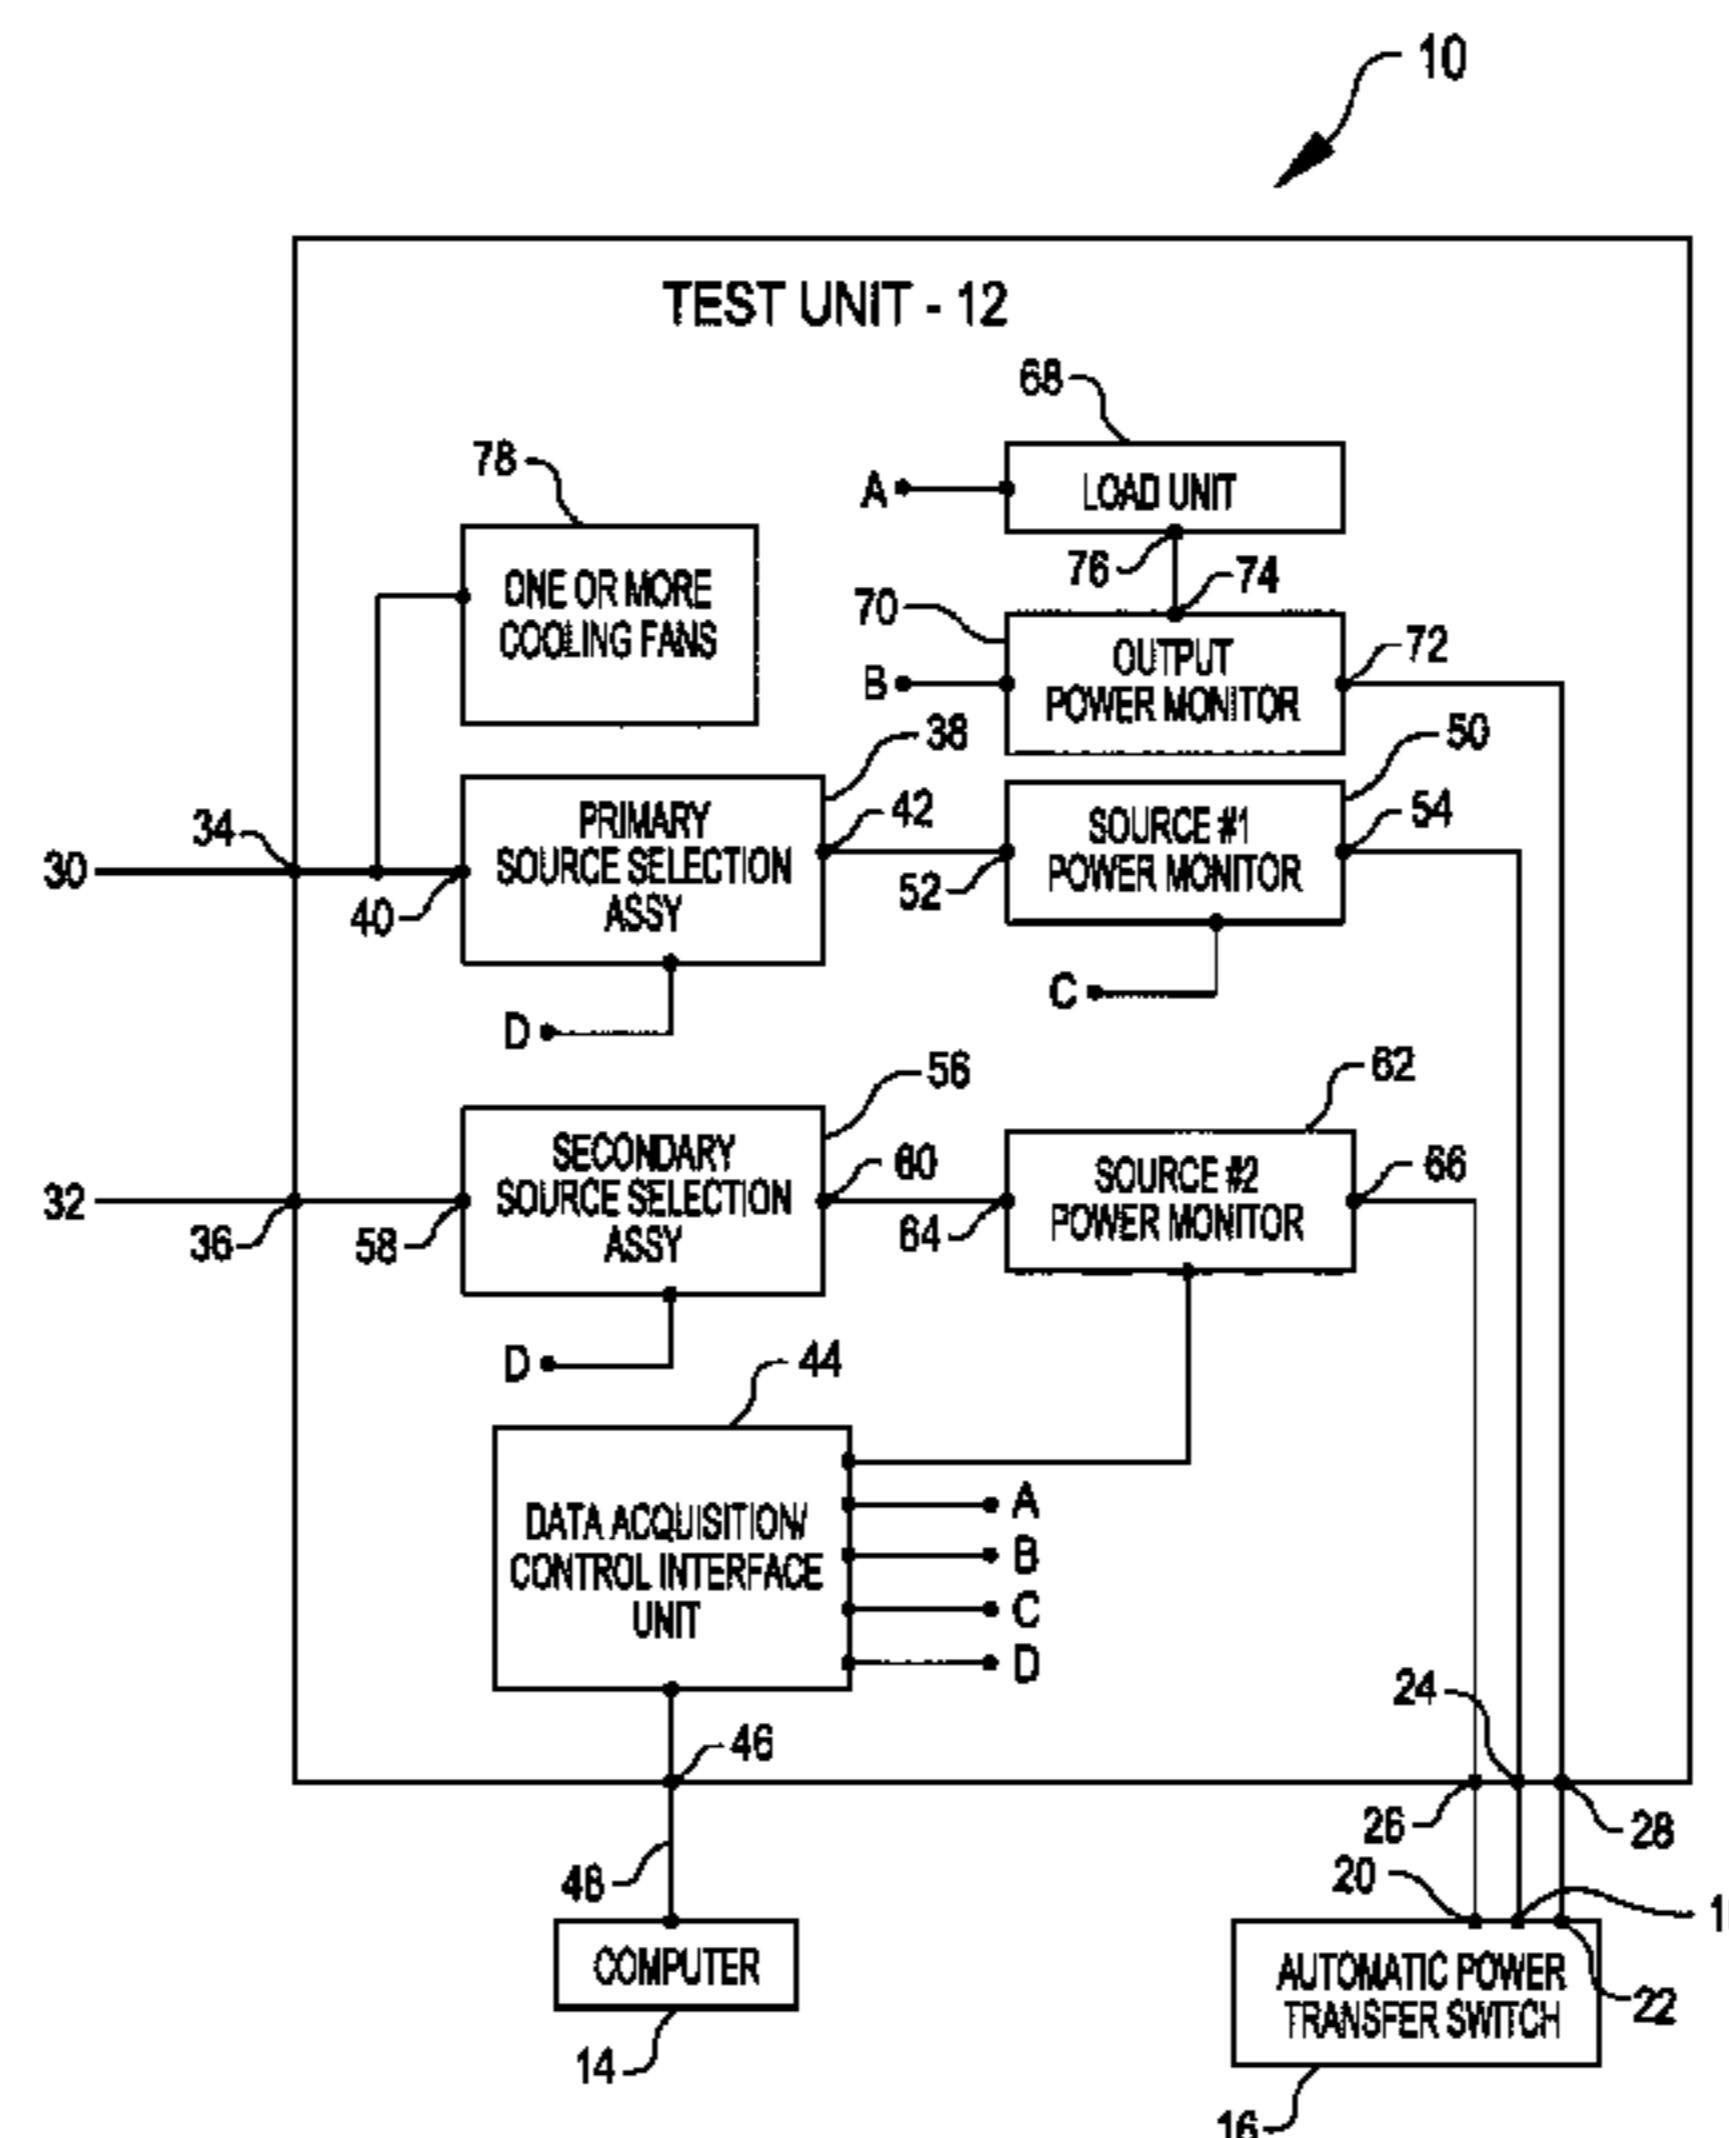 10
TEST UNIT - 12
68
LOAD UNIT
A
78
ONE OR MORE
COOLING FANS
76
74
70
OUTPUT
POWER MONITOR
72
B
38
50
PRIMARY
SOURCE SELECTION
ASSY
42
SOURCE #1
POWER MONITOR
54
34
30
40
52
C
D
56
62
SECONDARY
SOURCE SELECTION
ASSY
60
SOURCE #2
POWER MONITOR
66
32
36
58
64
D
44
DATA ACQUISITION/
CONTROL INTERFACE
UNIT
A
B
C
D
24
46
26
28
48
20
COMPUTER
AUTOMATIC POWER
TRANSFER SWITCH
22
14
16